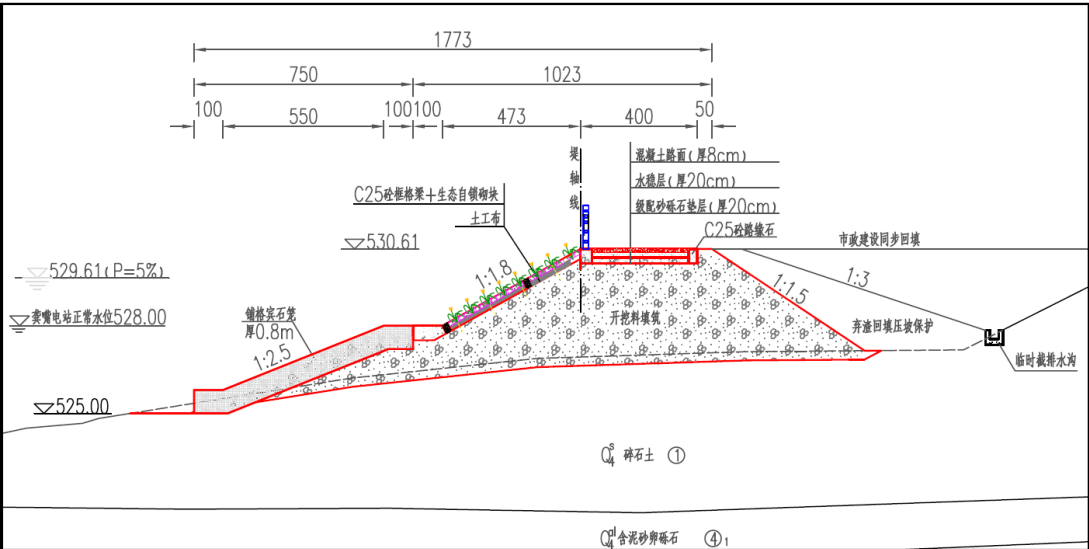 1773
750
1023
100
550
100
100
473
400
50
堤轴线
混凝土路面(厚8cm)
水稳层(厚20cm)
级配砂砾石垫层(厚20cm)
C25砼路缘石
C25砼框格梁+生态自锁砌块
土工布
530.61
市政建设同步回填
529.61(P=5%)
1:1.8
1:3
1:1.5
娄嘴电站正常水位528.00
铺格宾石笼
厚0.8m
开挖料填筑
弃渣回填压坡保护
1:2.5
临时截排水沟
525.00
Q₄ˢ 碎石土 ①
Q₄ᵃˡ 含泥砂卵砾石 ④₁